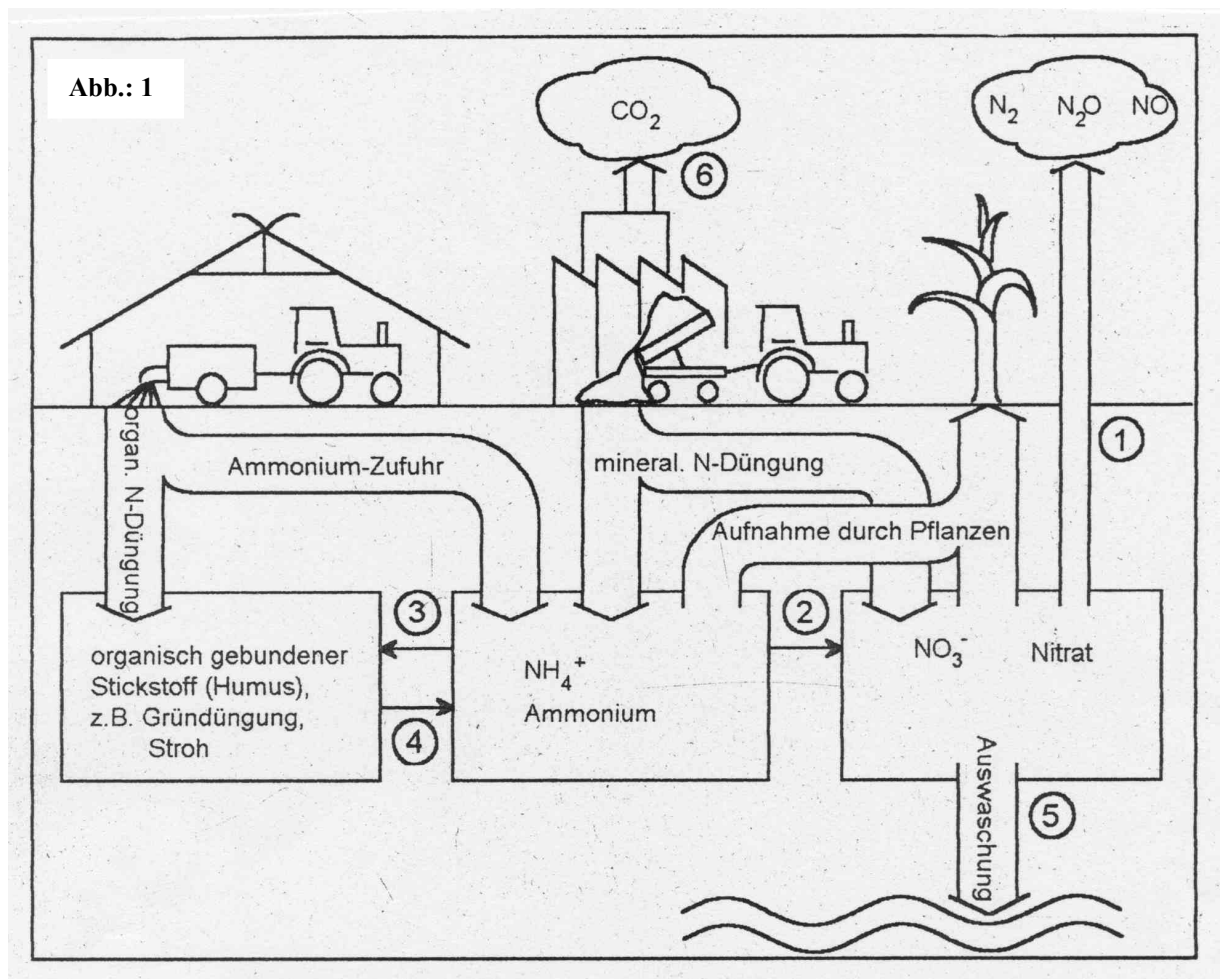 Abb.: 1
CO₂
N₂ N₂O NO
6
1
organ. N-Düngung
Ammonium-Zufuhr
mineral. N-Düngung
Aufnahme durch Pflanzen
3
2
organisch gebundener
Stickstoff (Humus),
z.B. Gründüngung,
Stroh
4
NH₄⁺
Ammonium
NO₃⁻ Nitrat
Auswaschung
5